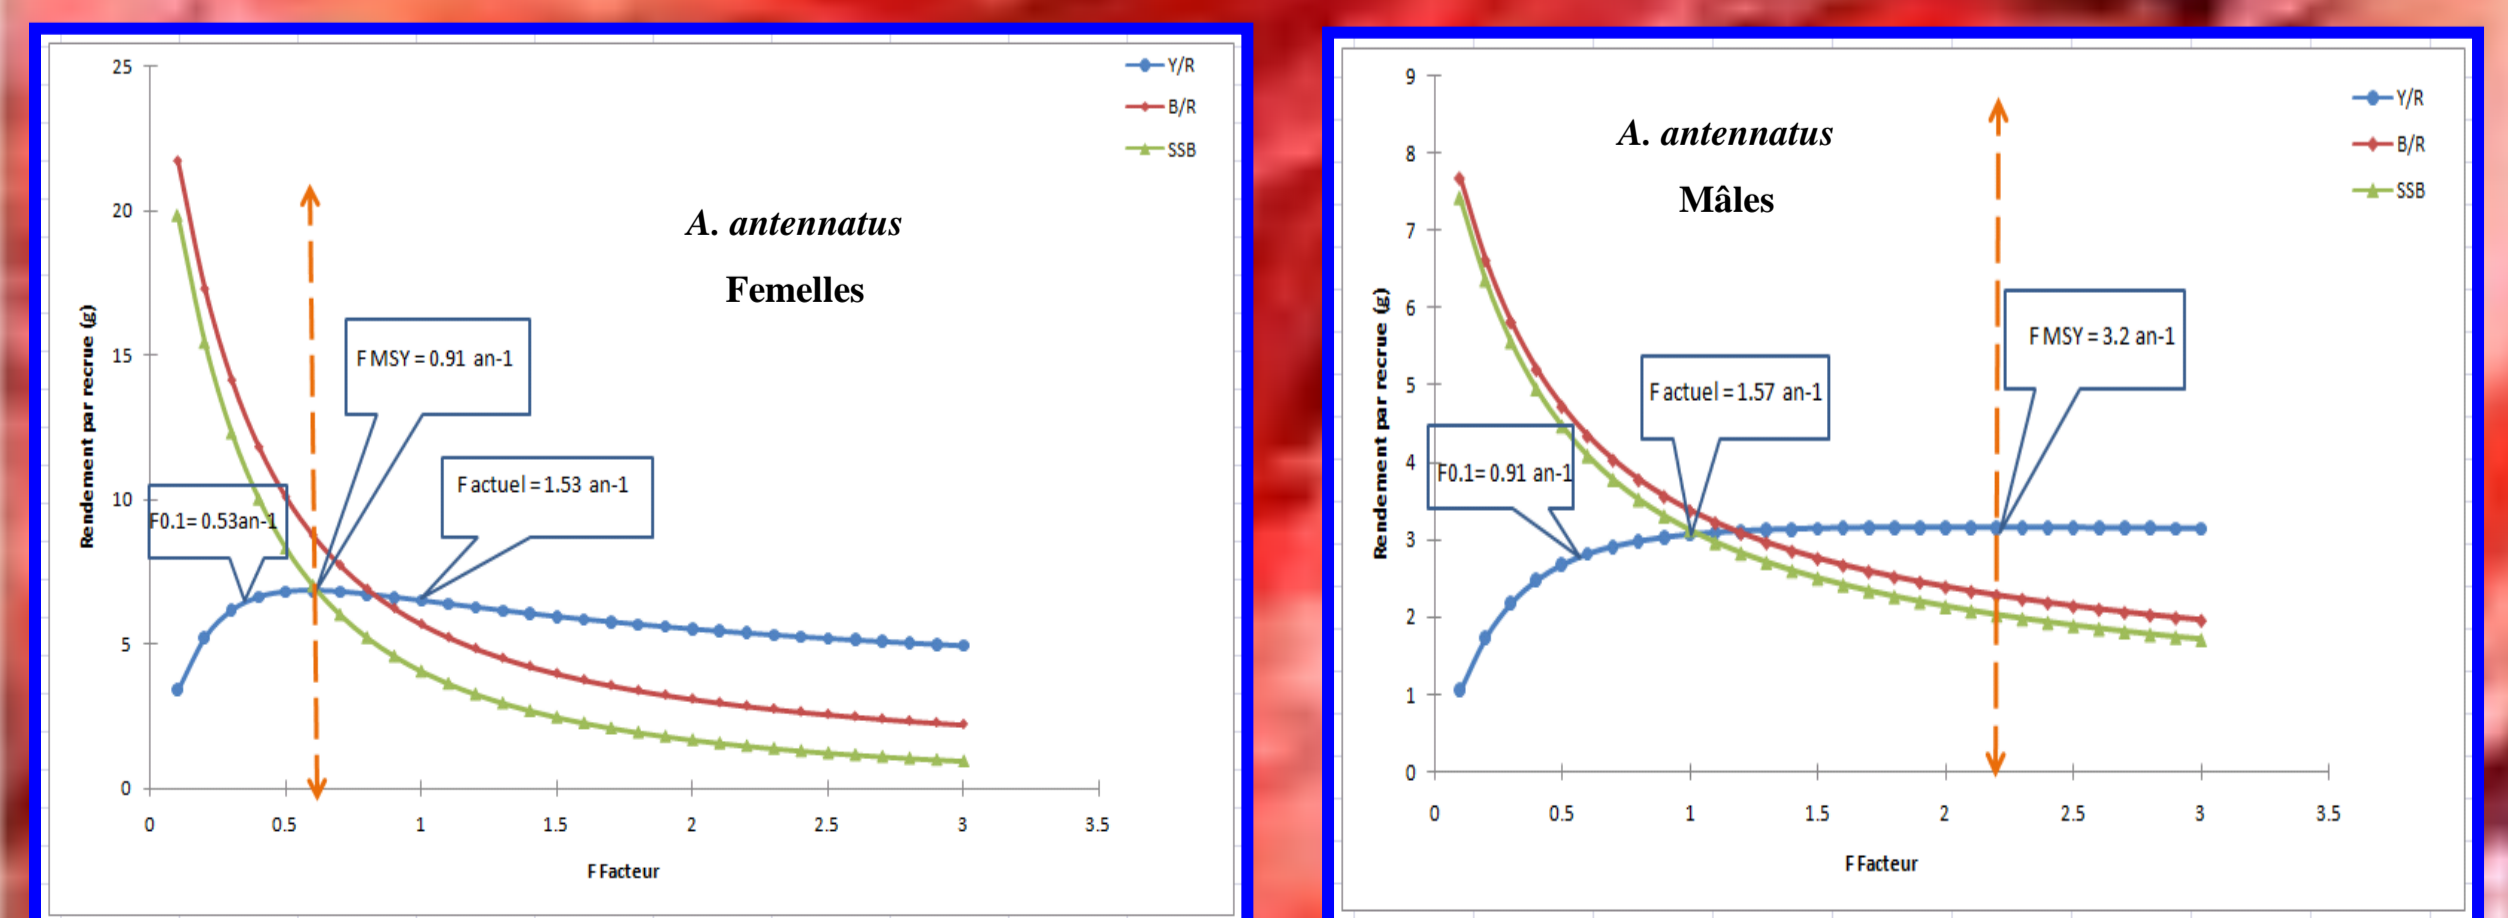 25
20
15
10
5
0
0
0.5
1
1.5
2
2.5
3
3.5
Rendement par recrue (g)
F Facteur
Y/R
B/R
SSB
A. antennatus
Femelles
F MSY = 0.91 an-1
F actuel = 1.53 an-1
F0.1= 0.53an-1
9
8
7
6
5
4
3
2
1
0
0
0.5
1
1.5
2
2.5
3
3.5
Rendement par recrue (g)
F Facteur
Y/R
B/R
SSB
A. antennatus
Mâles
F MSY = 3.2 an-1
F actuel = 1.57 an-1
F0.1= 0.91 an-1